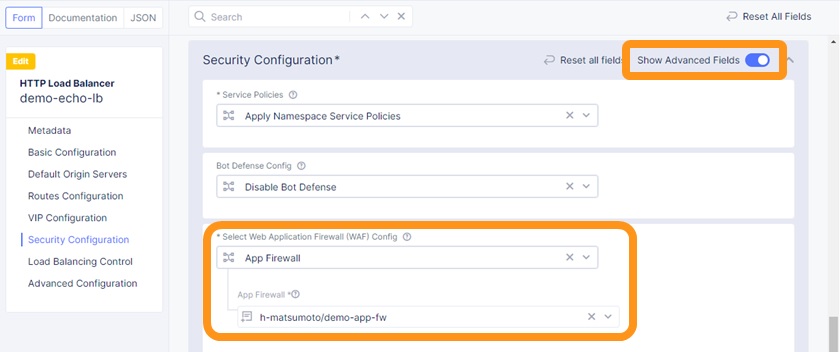 Form
Documentation
JSON
Search
Reset All Fields
Edit
HTTP Load Balancer
demo-echo-lb
Metadata
Basic Configuration
Default Origin Servers
Routes Configuration
VIP Configuration
Security Configuration
Load Balancing Control
Advanced Configuration
Security Configuration*
Reset all fields
Show Advanced Fields
* Service Policies
Apply Namespace Service Policies
Bot Defense Config
Disable Bot Defense
* Select Web Application Firewall (WAF) Config
App Firewall
App Firewall *
h-matsumoto/demo-app-fw